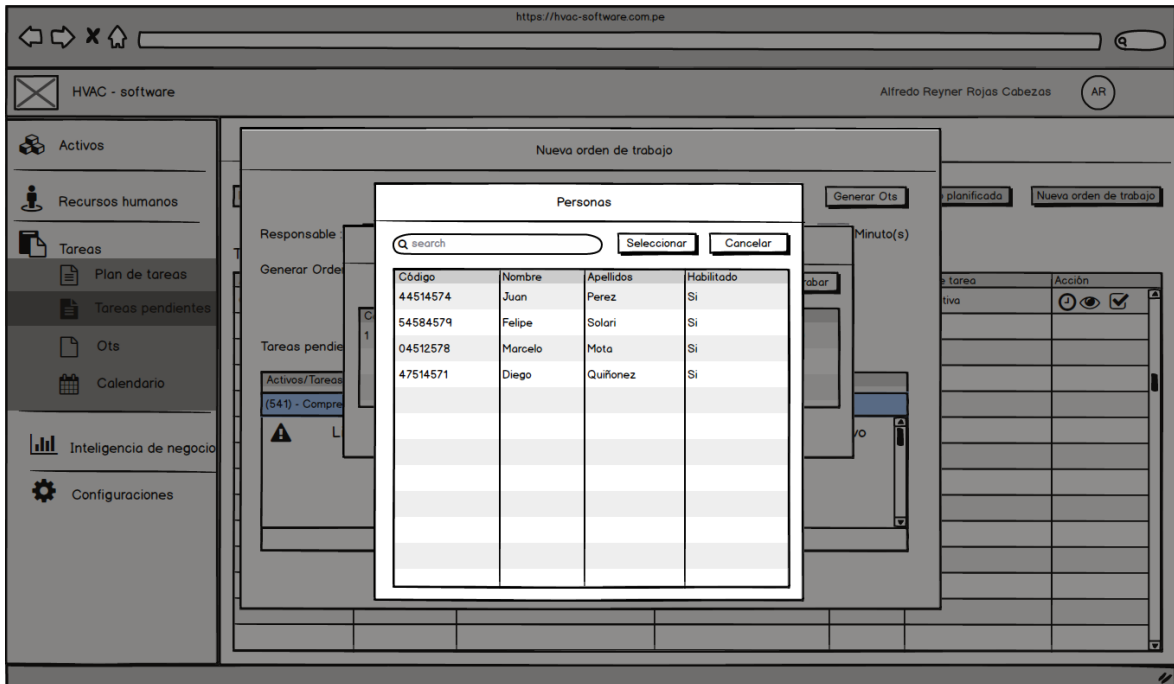 https://hvac-software.com.pe
HVAC - software
Alfredo Reyner Rojas Cabezas
AR
Activos
Recursos humanos
Tareas
Plan de tareas
Tareas pendientes
Ots
Calendario
Inteligencia de negocio
Configuraciones
Nueva orden de trabajo
Generar Ots
planificada
Nueva orden de trabajo
Responsable :
Minuto(s)
Generar Orde
Tareas pendie
Activos/Tareas
(541) - Compre
L
1
tarea
Acción
tiva
vo
Personas
search
Seleccionar
Cancelar
Código Nombre Apellidos Habilitado
44514574 Juan Perez Si
54584579 Felipe Solari Si
04512578 Marcelo Mota Si
47514571 Diego Quiñonez Si